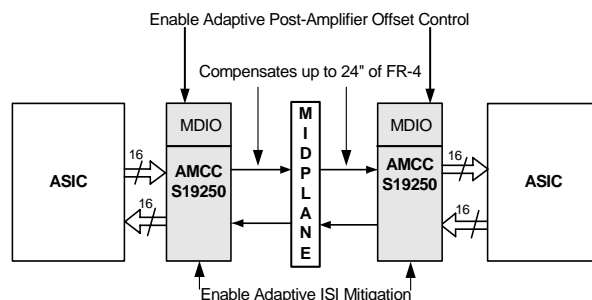 Enable Adaptive Post-Amplifier Offset Control
Compensates up to 24" of FR-4
ASIC
16
16
MDIO
AMCC
S19250
MIDPLANE
MDIO
AMCC
S19250
16
16
ASIC
Enable Adaptive ISI Mitigation